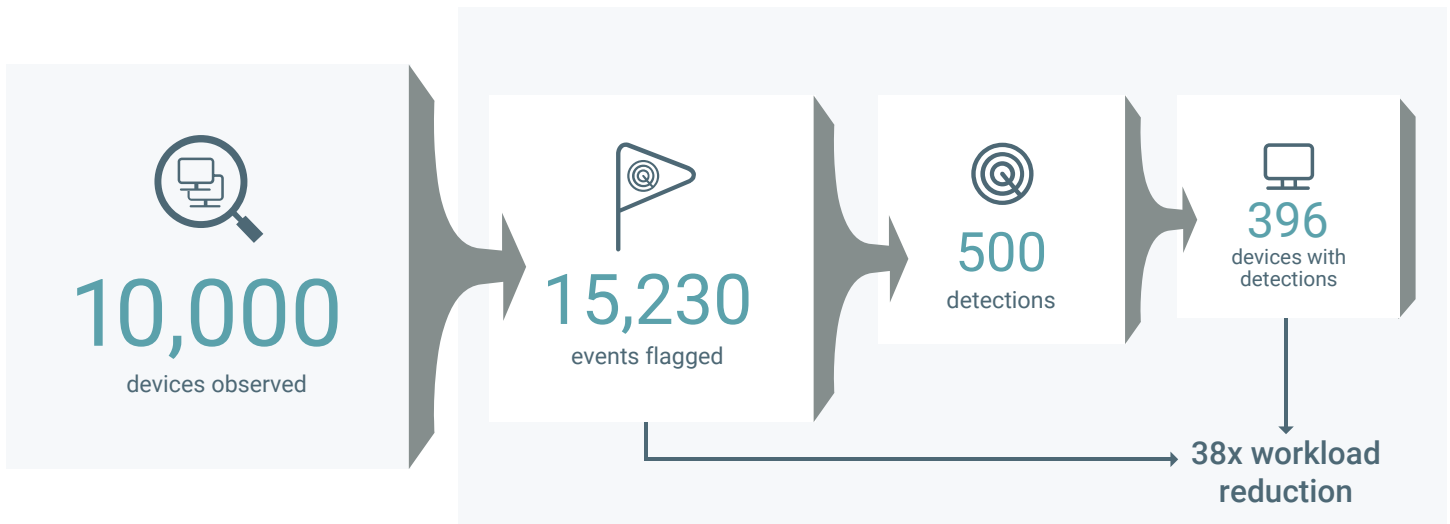 10,000
devices observed
15,230
events flagged
500
detections
396
devices with
detections
38x workload
reduction